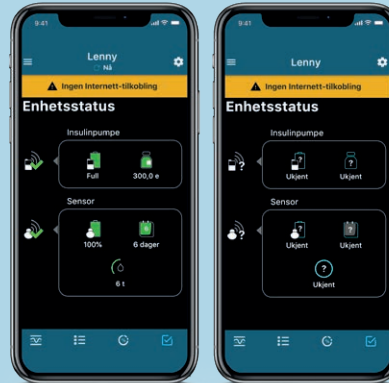 9:41
Lenny
Nå
Ingen Internett-tilkobling
Enhetsstatus
Insulinpumpe
Full
300,0 e
Sensor
100%
6 dager
6 t
9:41
Lenny
Ingen Internett-tilkobling
Enhetsstatus
Insulinpumpe
?
?
?
Ukjent
Ukjent
Sensor
?
?
?
Ukjent
Ukjent
?
Ukjent